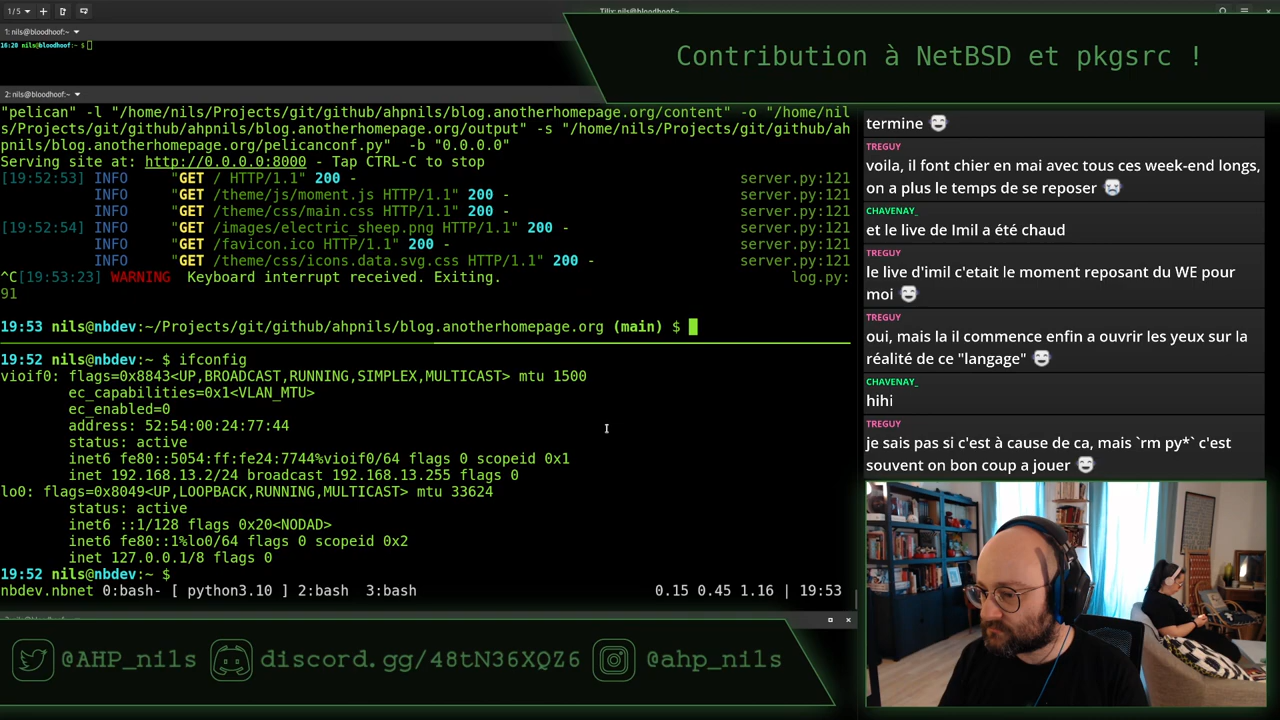 1/5
Tilix: nils@bloodhoof:~
1: nils@bloodhoof:~
16:20 nils@bloodhoof:~ $
Contribution à NetBSD et pkgsrc !
2: nils@bloodhoof:~
"pelican" -l "/home/nils/Projects/git/github/ahpnils/blog.anotherhomepage.org/content" -o "/home/nil
s/Projects/git/github/ahpnils/blog.anotherhomepage.org/output" -s "/home/nils/Projects/git/github/ah
pnils/blog.anotherhomepage.org/pelicanconf.py"  -b "0.0.0.0"
Serving site at: http://0.0.0.0:8000 - Tap CTRL-C to stop
[19:52:53] INFO     "GET / HTTP/1.1" 200 -                                             server.py:121
           INFO     "GET /theme/js/moment.js HTTP/1.1" 200 -                           server.py:121
           INFO     "GET /theme/css/main.css HTTP/1.1" 200 -                           server.py:121
[19:52:54] INFO     "GET /images/electric_sheep.png HTTP/1.1" 200 -                    server.py:121
           INFO     "GET /favicon.ico HTTP/1.1" 200 -                                  server.py:121
           INFO     "GET /theme/css/icons.data.svg.css HTTP/1.1" 200 -                 server.py:121
^C[19:53:23] WARNING  Keyboard interrupt received. Exiting.                                  log.py:
91
19:53 nils@nbdev:~/Projects/git/github/ahpnils/blog.anotherhomepage.org (main) $
19:52 nils@nbdev:~ $ ifconfig
vioif0: flags=0x8843<UP,BROADCAST,RUNNING,SIMPLEX,MULTICAST> mtu 1500
        ec_capabilities=0x1<VLAN_MTU>
        ec_enabled=0
        address: 52:54:00:24:77:44
        status: active
        inet6 fe80::5054:ff:fe24:7744%vioif0/64 flags 0 scopeid 0x1
        inet 192.168.13.2/24 broadcast 192.168.13.255 flags 0
lo0: flags=0x8049<UP,LOOPBACK,RUNNING,MULTICAST> mtu 33624
        status: active
        inet6 ::1/128 flags 0x20<NODAD>
        inet6 fe80::1%lo0/64 flags 0 scopeid 0x2
        inet 127.0.0.1/8 flags 0
19:52 nils@nbdev:~ $
nbdev.nbnet 0:bash- [ python3.10 ] 2:bash  3:bash                            0.15 0.45 1.16 | 19:53
termine
TREGUY
voila, il font chier en mai avec tous ces week-end longs,
on a plus le temps de se reposer
CHAVENAY_
et le live de Imil a été chaud
TREGUY
le live d'imil c'etait le moment reposant du WE pour
moi
TREGUY
oui, mais la il commence enfin a ouvrir les yeux sur la
réalité de ce "langage"
CHAVENAY_
hihi
TREGUY
je sais pas si c'est à cause de ca, mais `rm py*` c'est
souvent on bon coup a jouer
@AHP_nils discord.gg/48tN36XQZ6 @ahp_nils